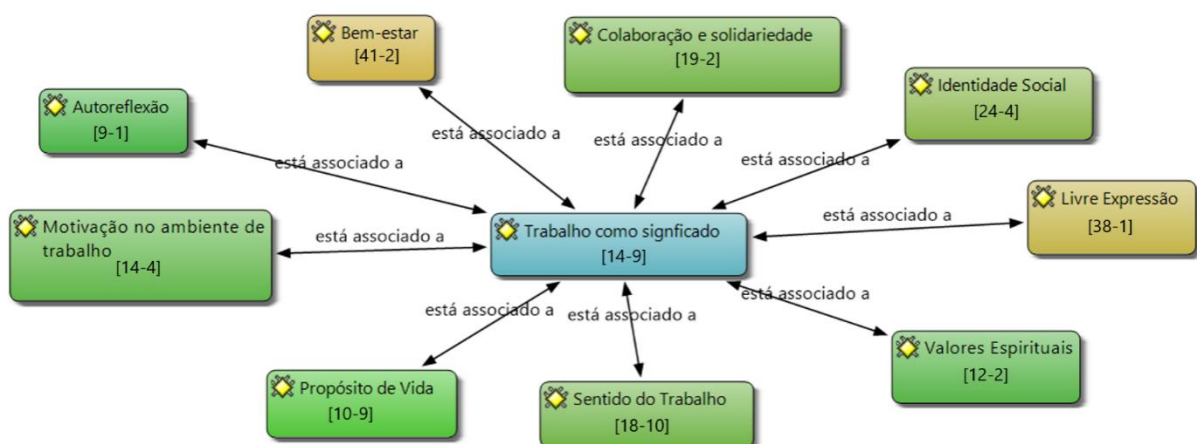 Bem-estar
[41-2]
Colaboração e solidariedade
[19-2]
Identidade Social
[24-4]
Autoreflexão
[9-1]
está associado a
está associado a
está associado a
está associado a
está associado a
Livre Expressão
[38-1]
Motivação no ambiente de
trabalho
[14-4]
está associado a
Trabalho como signficado
[14-9]
está associado a
está associado a
está associado a
está associado a
Valores Espirituais
[12-2]
Propósito de Vida
[10-9]
Sentido do Trabalho
[18-10]